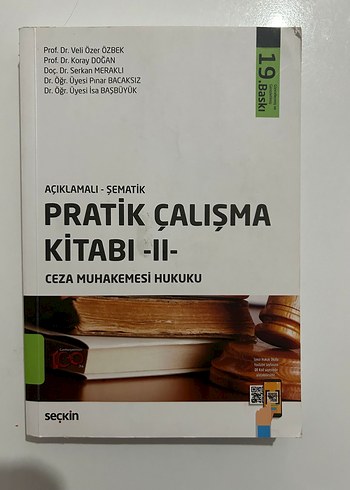 Prof. Dr. Veli Özer ÖZBEK
Prof. Dr. Koray DOĞAN
Doç. Dr. Serkan MERAKLI
Dr. Öğr. Üyesi Pınar BACAKSIZ
Dr. Öğr. Üyesi İsa BAŞBÜYÜK
19.Baskı
AÇIKLAMALI - ŞEMATİK
PRATİK ÇALIŞMA
KİTABI -II-
CEZA MUHAKEMESİ HUKUKU
seçkin